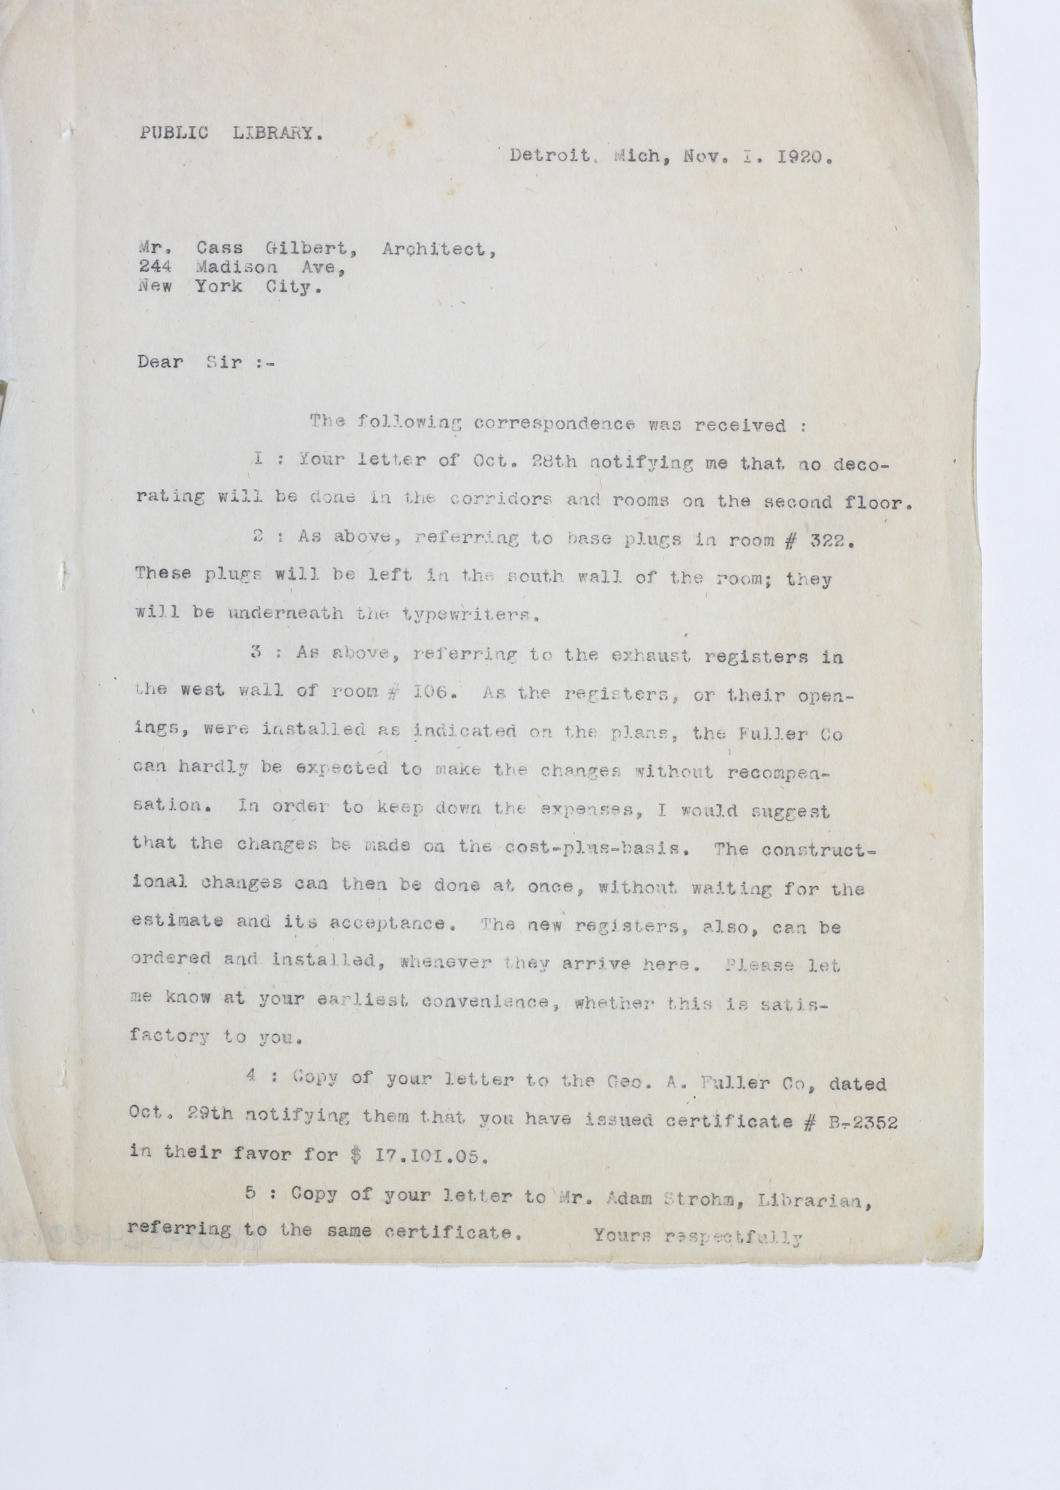 PUBLIC LIBRARY.
Detroit, Mich, Nov. I. I920.
Mr. Cass Gilbert, Architect,
244 Madison Ave,
New York City.
Dear Sir :-
The following correspondence was received :
I : Your letter of Oct. 28th notifying me that no deco-
rating will be done in the corridors and rooms on the second floor.
2 : As above, referring to base plugs in room # 322.
These plugs will be left in the south wall of the room; they
will be underneath the typewriters.
3 : As above, referring to the exhaust registers in
the west wall of room # I06. As the registers, or their open-
ings, were installed as indicated on the plans, the Fuller Co
can hardly be expected to make the changes without recompen-
sation. In order to keep down the expenses, I would suggest
that the changes be made on the cost-plus-basis. The construct-
ional changes can then be done at once, without waiting for the
estimate and its acceptance. The new registers, also, can be
ordered and installed, whenever they arrive here. Please let
me know at your earliest convenience, whether this is satis-
factory to you.
4 : Copy of your letter to the Geo. A. Fuller Co, dated
Oct. 29th notifying them that you have issued certificate # B-2352
in their favor for $ I7.I0I.05.
5 : Copy of your letter to Mr. Adam Strohm, Librarian,
referring to the same certificate. Yours respectfully